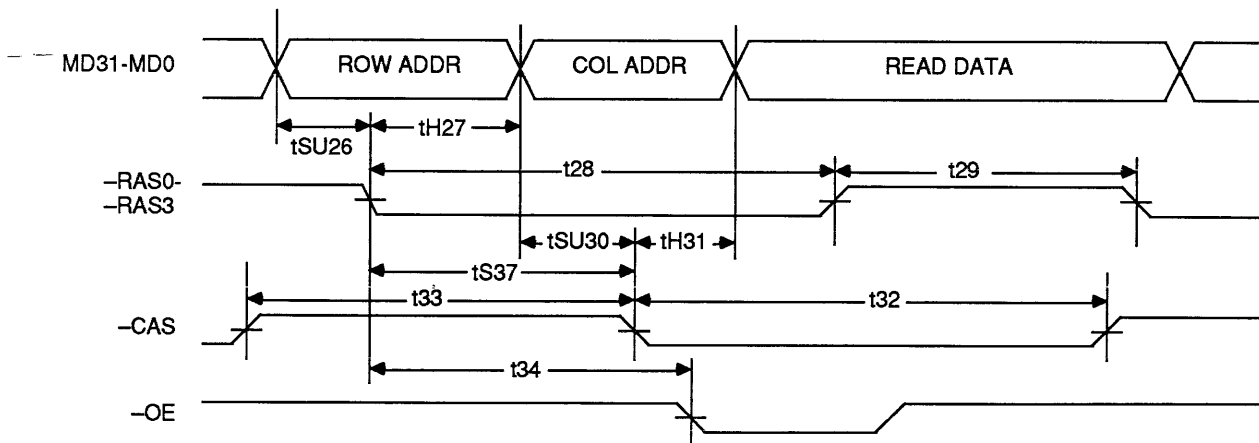 MD31-MD0 ROW ADDR COL ADDR READ DATA
tSU26 tH27
–RAS0-
–RAS3
t28 t29
tSU30 tH31
tS37
t33 t32
–CAS
t34
–OE